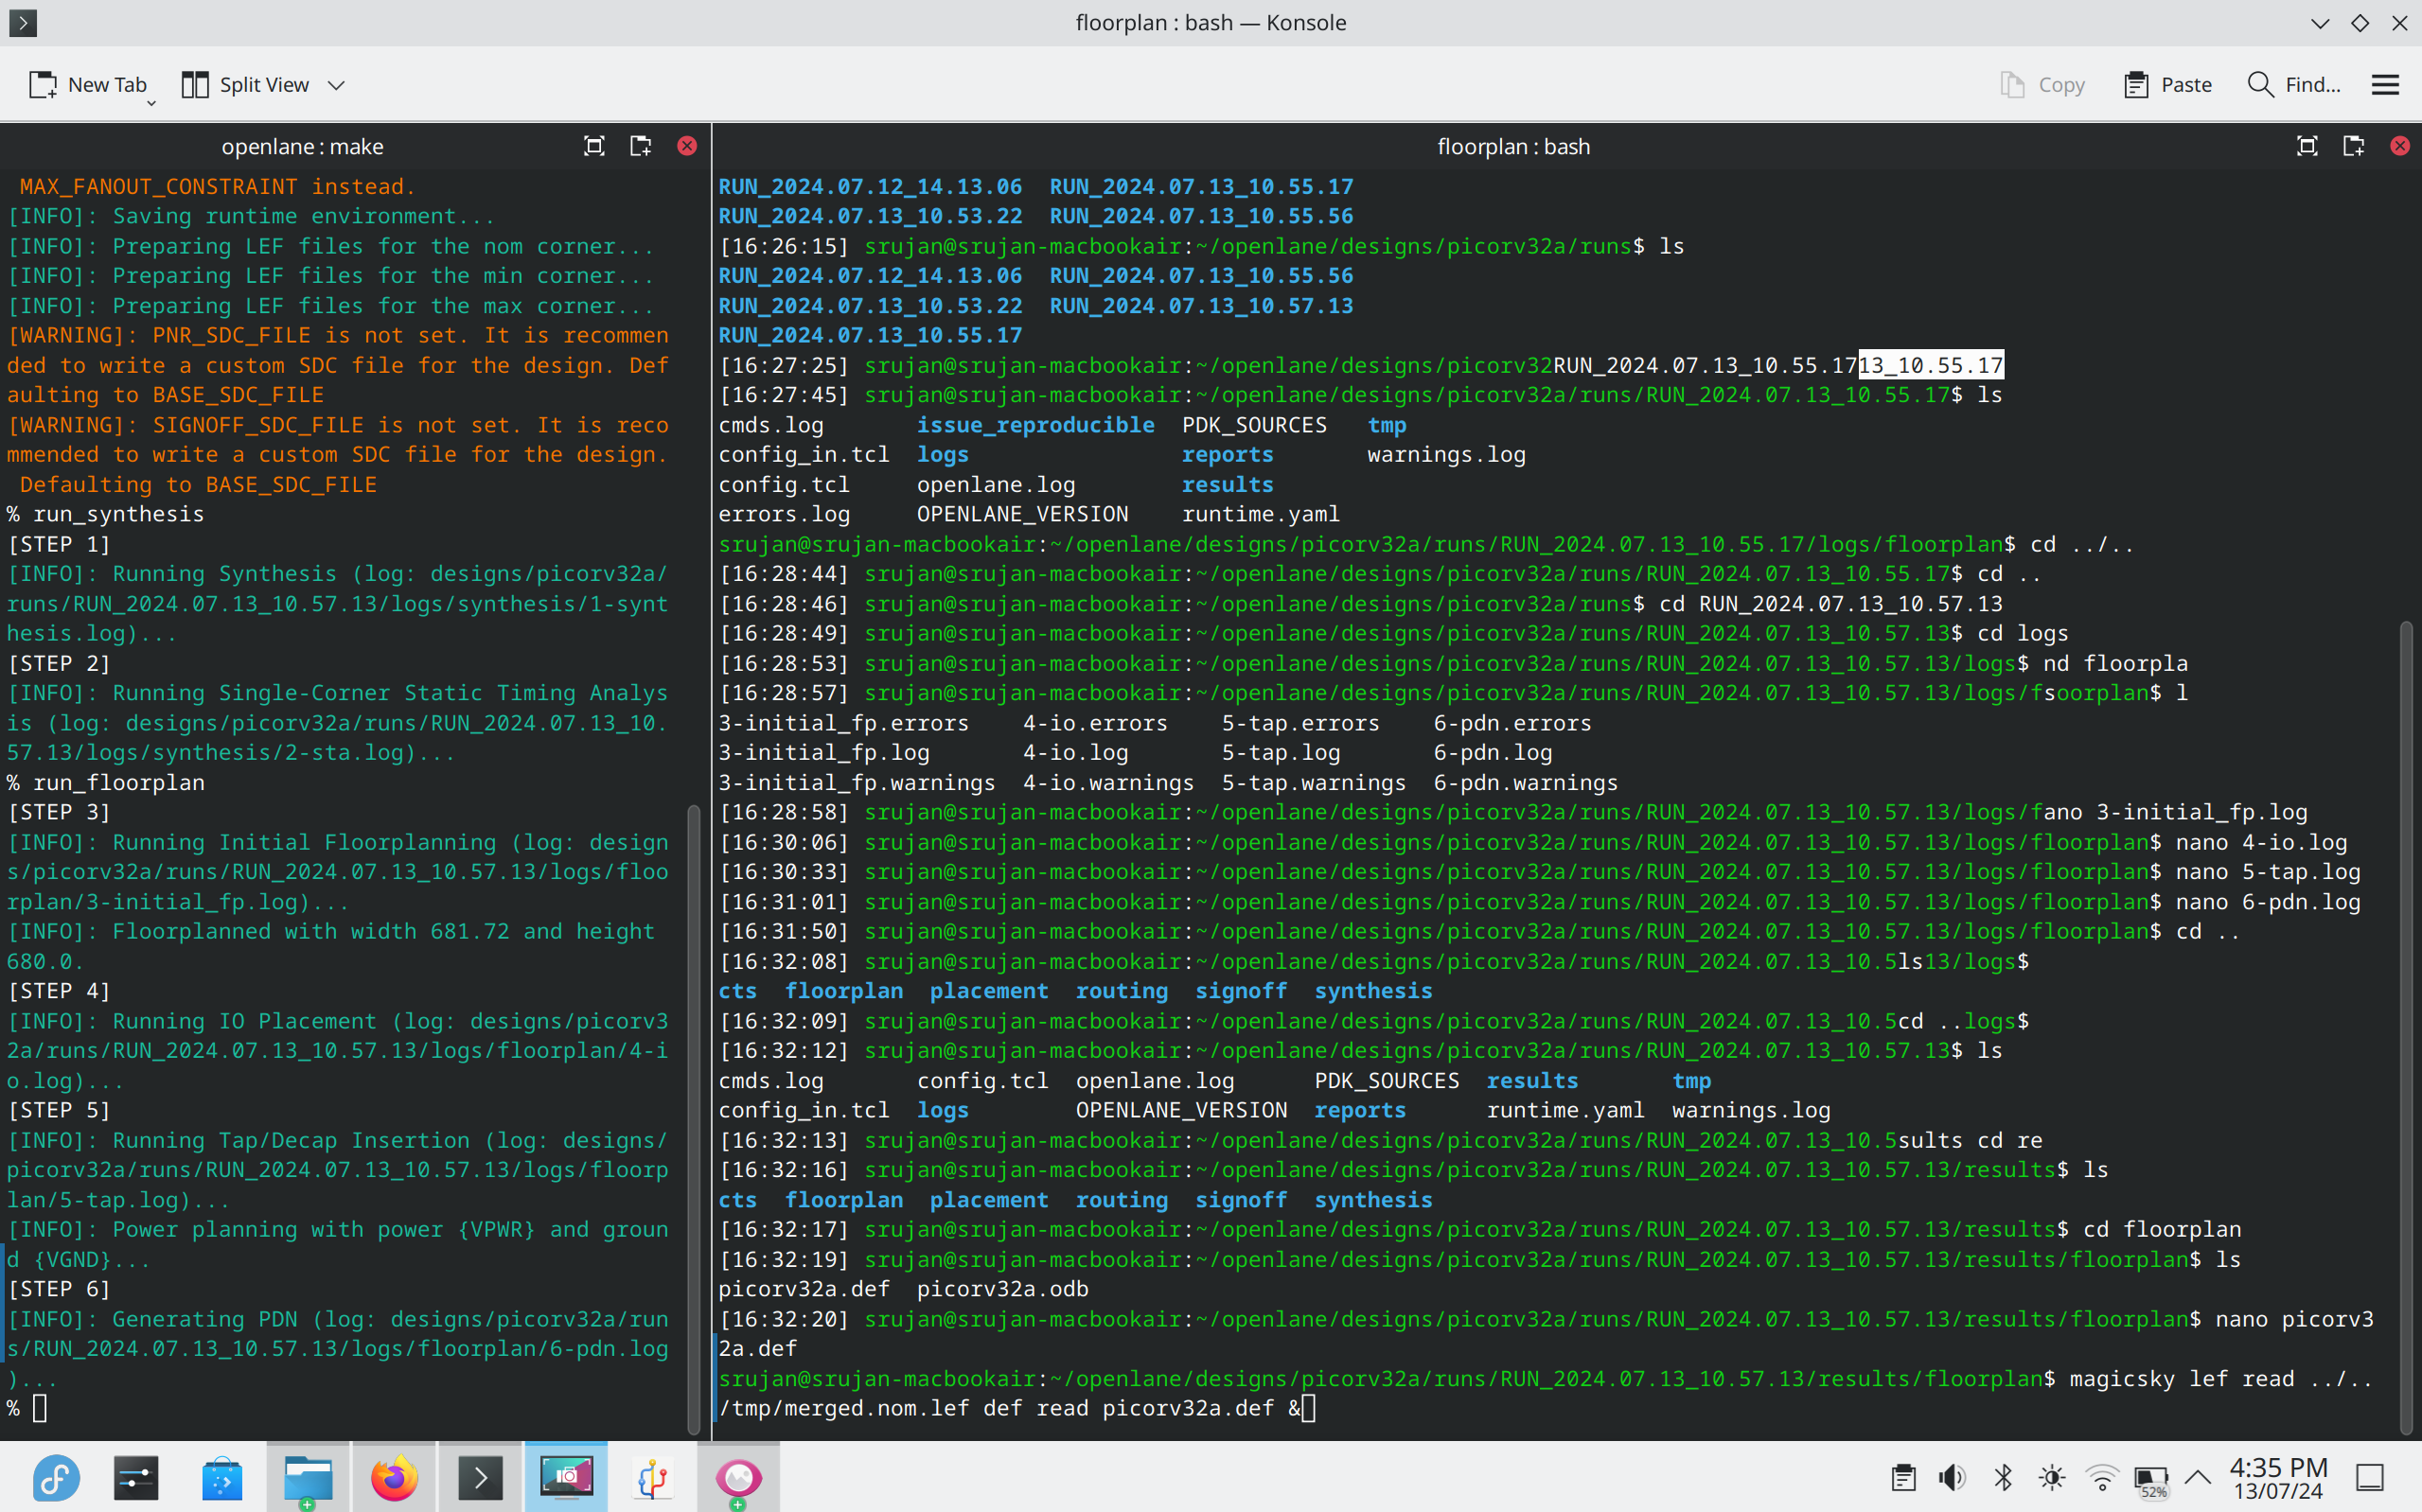 floorplan : bash — Konsole
New Tab
Split View
Copy
Paste
Find...
openlane : make
MAX_FANOUT_CONSTRAINT instead.
[INFO]: Saving runtime environment...
[INFO]: Preparing LEF files for the nom corner...
[INFO]: Preparing LEF files for the min corner...
[INFO]: Preparing LEF files for the max corner...
[WARNING]: PNR_SDC_FILE is not set. It is recommen
ded to write a custom SDC file for the design. Def
aulting to BASE_SDC_FILE
[WARNING]: SIGNOFF_SDC_FILE is not set. It is reco
mmended to write a custom SDC file for the design.
Defaulting to BASE_SDC_FILE
% run_synthesis
[STEP 1]
[INFO]: Running Synthesis (log: designs/picorv32a/
runs/RUN_2024.07.13_10.57.13/logs/synthesis/1-synt
hesis.log)...
[STEP 2]
[INFO]: Running Single-Corner Static Timing Analys
is (log: designs/picorv32a/runs/RUN_2024.07.13_10.
57.13/logs/synthesis/2-sta.log)...
% run_floorplan
[STEP 3]
[INFO]: Running Initial Floorplanning (log: design
s/picorv32a/runs/RUN_2024.07.13_10.57.13/logs/floo
rplan/3-initial_fp.log)...
[INFO]: Floorplanned with width 681.72 and height
680.0.
[STEP 4]
[INFO]: Running IO Placement (log: designs/picorv3
2a/runs/RUN_2024.07.13_10.57.13/logs/floorplan/4-i
o.log)...
[STEP 5]
[INFO]: Running Tap/Decap Insertion (log: designs/
picorv32a/runs/RUN_2024.07.13_10.57.13/logs/floorp
lan/5-tap.log)...
[INFO]: Power planning with power {VPWR} and groun
d {VGND}...
[STEP 6]
[INFO]: Generating PDN (log: designs/picorv32a/run
s/RUN_2024.07.13_10.57.13/logs/floorplan/6-pdn.log
)...
%
floorplan : bash
RUN_2024.07.12_14.13.06  RUN_2024.07.13_10.55.17
RUN_2024.07.13_10.53.22  RUN_2024.07.13_10.55.56
[16:26:15] srujan@srujan-macbookair:~/openlane/designs/picorv32a/runs$ ls
RUN_2024.07.12_14.13.06  RUN_2024.07.13_10.55.56
RUN_2024.07.13_10.53.22  RUN_2024.07.13_10.57.13
RUN_2024.07.13_10.55.17
[16:27:25] srujan@srujan-macbookair:~/openlane/designs/picorv32RUN_2024.07.13_10.55.1713_10.55.17
[16:27:45] srujan@srujan-macbookair:~/openlane/designs/picorv32a/runs/RUN_2024.07.13_10.55.17$ ls
cmds.log       issue_reproducible  PDK_SOURCES   tmp
config_in.tcl  logs                reports       warnings.log
config.tcl     openlane.log        results
errors.log     OPENLANE_VERSION    runtime.yaml
srujan@srujan-macbookair:~/openlane/designs/picorv32a/runs/RUN_2024.07.13_10.55.17/logs/floorplan$ cd ../..
[16:28:44] srujan@srujan-macbookair:~/openlane/designs/picorv32a/runs/RUN_2024.07.13_10.55.17$ cd ..
[16:28:46] srujan@srujan-macbookair:~/openlane/designs/picorv32a/runs$ cd RUN_2024.07.13_10.57.13
[16:28:49] srujan@srujan-macbookair:~/openlane/designs/picorv32a/runs/RUN_2024.07.13_10.57.13$ cd logs
[16:28:53] srujan@srujan-macbookair:~/openlane/designs/picorv32a/runs/RUN_2024.07.13_10.57.13/logs$ nd floorpla
[16:28:57] srujan@srujan-macbookair:~/openlane/designs/picorv32a/runs/RUN_2024.07.13_10.57.13/logs/fsoorplan$ l
3-initial_fp.errors    4-io.errors    5-tap.errors    6-pdn.errors
3-initial_fp.log       4-io.log       5-tap.log       6-pdn.log
3-initial_fp.warnings  4-io.warnings  5-tap.warnings  6-pdn.warnings
[16:28:58] srujan@srujan-macbookair:~/openlane/designs/picorv32a/runs/RUN_2024.07.13_10.57.13/logs/fano 3-initial_fp.log
[16:30:06] srujan@srujan-macbookair:~/openlane/designs/picorv32a/runs/RUN_2024.07.13_10.57.13/logs/floorplan$ nano 4-io.log
[16:30:33] srujan@srujan-macbookair:~/openlane/designs/picorv32a/runs/RUN_2024.07.13_10.57.13/logs/floorplan$ nano 5-tap.log
[16:31:01] srujan@srujan-macbookair:~/openlane/designs/picorv32a/runs/RUN_2024.07.13_10.57.13/logs/floorplan$ nano 6-pdn.log
[16:31:50] srujan@srujan-macbookair:~/openlane/designs/picorv32a/runs/RUN_2024.07.13_10.57.13/logs/floorplan$ cd ..
[16:32:08] srujan@srujan-macbookair:~/openlane/designs/picorv32a/runs/RUN_2024.07.13_10.5ls13/logs$
cts  floorplan  placement  routing  signoff  synthesis
[16:32:09] srujan@srujan-macbookair:~/openlane/designs/picorv32a/runs/RUN_2024.07.13_10.5cd ..logs$
[16:32:12] srujan@srujan-macbookair:~/openlane/designs/picorv32a/runs/RUN_2024.07.13_10.57.13$ ls
cmds.log       config.tcl  openlane.log      PDK_SOURCES  results       tmp
config_in.tcl  logs        OPENLANE_VERSION  reports      runtime.yaml  warnings.log
[16:32:13] srujan@srujan-macbookair:~/openlane/designs/picorv32a/runs/RUN_2024.07.13_10.5sults cd re
[16:32:16] srujan@srujan-macbookair:~/openlane/designs/picorv32a/runs/RUN_2024.07.13_10.57.13/results$ ls
cts  floorplan  placement  routing  signoff  synthesis
[16:32:17] srujan@srujan-macbookair:~/openlane/designs/picorv32a/runs/RUN_2024.07.13_10.57.13/results$ cd floorplan
[16:32:19] srujan@srujan-macbookair:~/openlane/designs/picorv32a/runs/RUN_2024.07.13_10.57.13/results/floorplan$ ls
picorv32a.def  picorv32a.odb
[16:32:20] srujan@srujan-macbookair:~/openlane/designs/picorv32a/runs/RUN_2024.07.13_10.57.13/results/floorplan$ nano picorv3
2a.def
srujan@srujan-macbookair:~/openlane/designs/picorv32a/runs/RUN_2024.07.13_10.57.13/results/floorplan$ magicsky lef read ../..
/tmp/merged.nom.lef def read picorv32a.def &
52%
4:35 PM
13/07/24